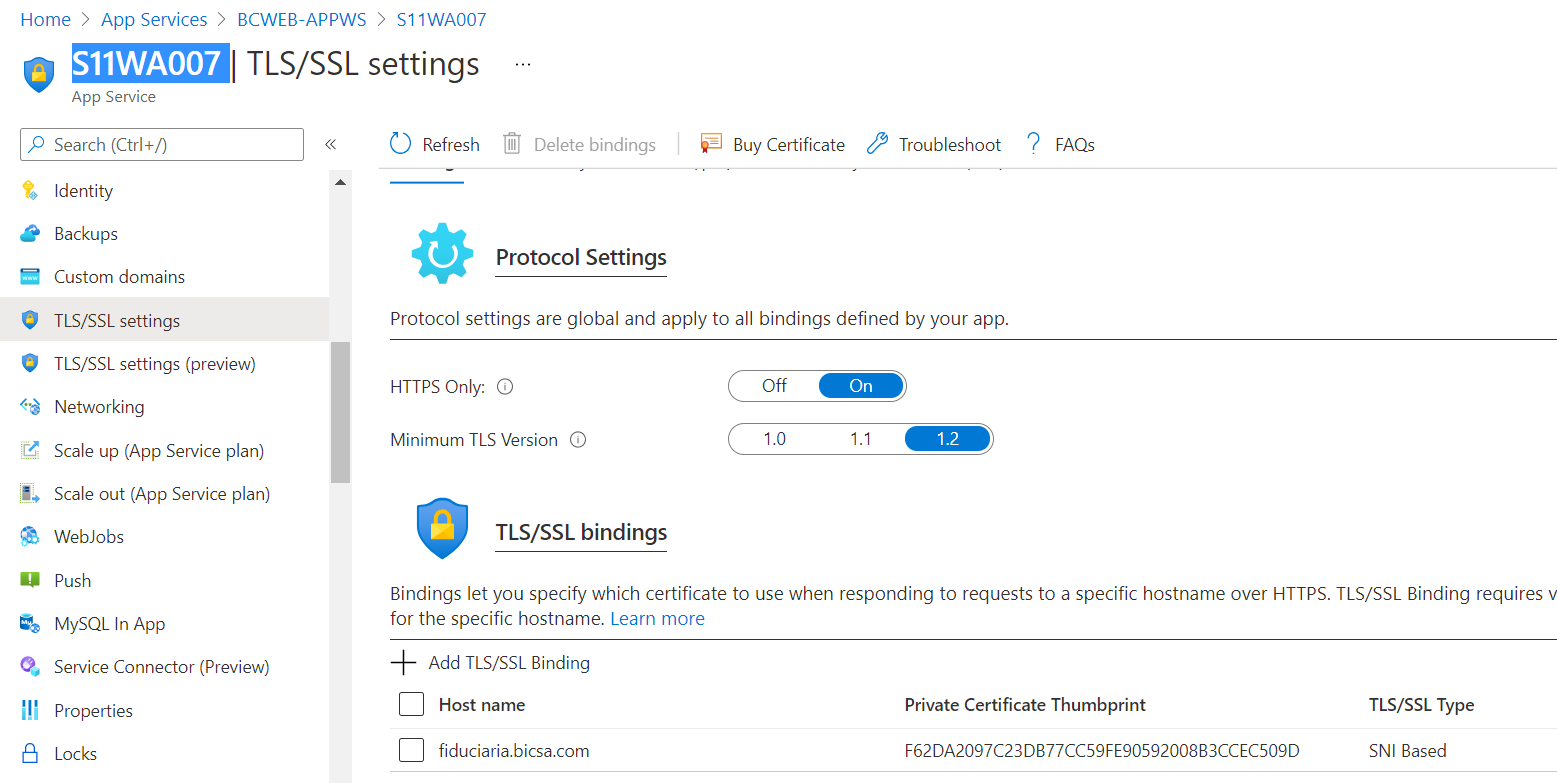 Home > App Services > BCWEB-APPWS > S11WA007
S11WA007 | TLS/SSL settings ...
App Service
Search (Ctrl+/) «
Refresh Delete bindings Buy Certificate Troubleshoot FAQs
Identity
Backups
Custom domains
TLS/SSL settings
TLS/SSL settings (preview)
Networking
Scale up (App Service plan)
Scale out (App Service plan)
WebJobs
Push
MySQL In App
Service Connector (Preview)
Properties
Locks
Protocol Settings
Protocol settings are global and apply to all bindings defined by your app.
HTTPS Only: Off On
Minimum TLS Version 1.0 1.1 1.2
TLS/SSL bindings
Bindings let you specify which certificate to use when responding to requests to a specific hostname over HTTPS. TLS/SSL Binding requires
for the specific hostname. Learn more
+ Add TLS/SSL Binding
Host name Private Certificate Thumbprint TLS/SSL Type
fiduciaria.bicsa.com F62DA2097C23DB77CC59FE90592008B3CCEC509D SNI Based